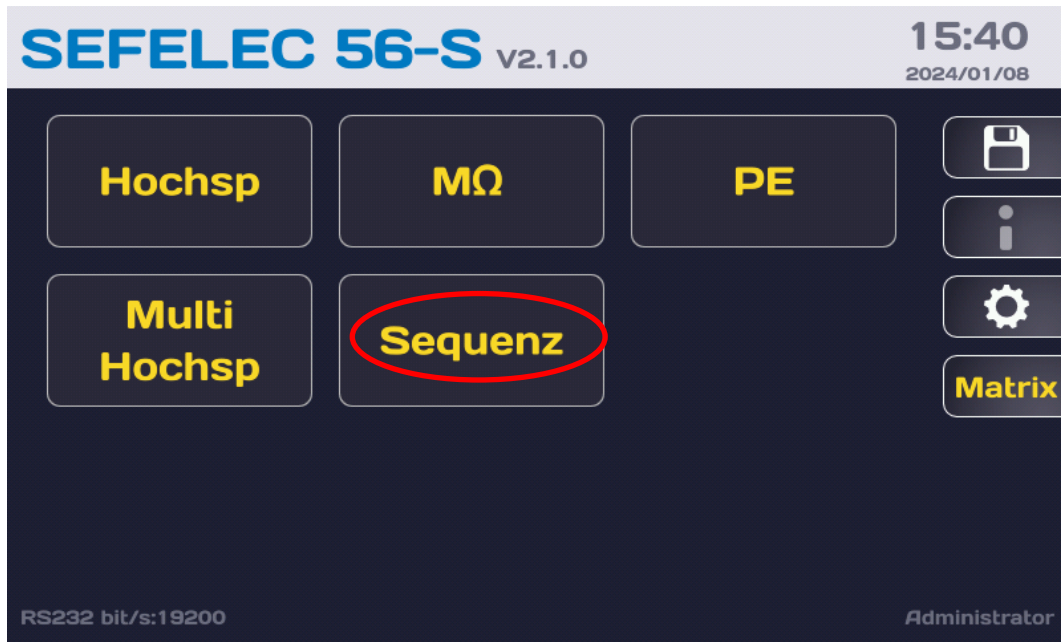 SEFELEC 56-S V2.1.0
15:40
2024/01/08
Hochsp
MΩ
PE
Multi
Hochsp
Sequenz
Matrix
RS232 bit/s:19200
Administrator